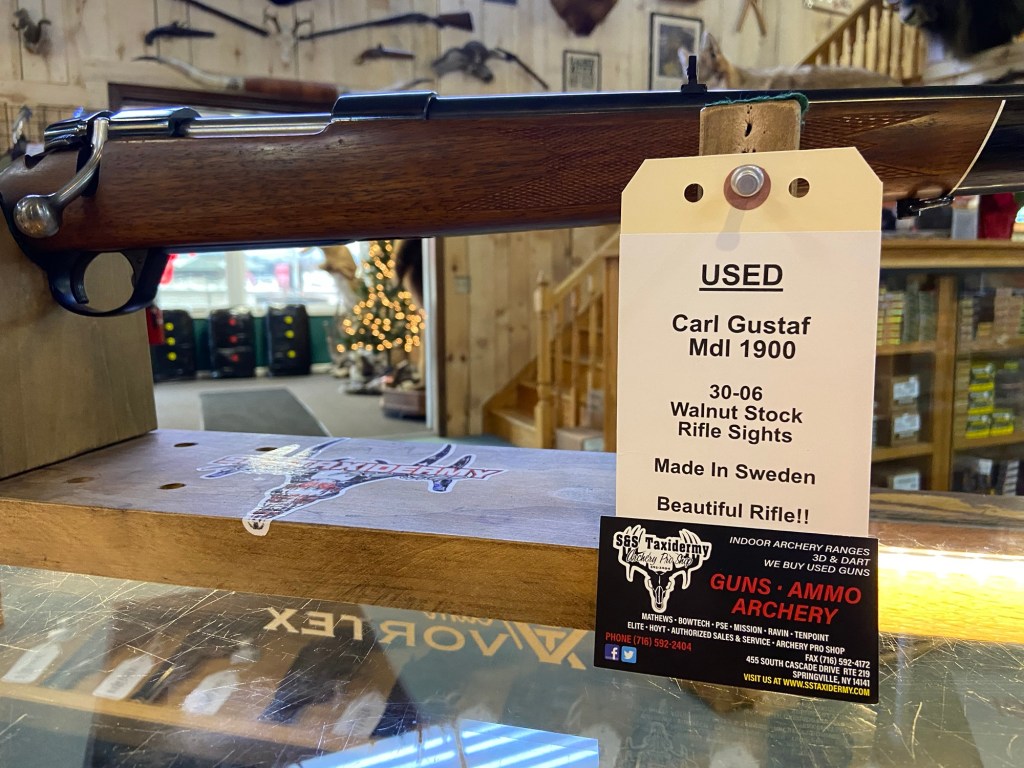 USED
Carl Gustaf
Mdl 1900
30-06
Walnut Stock
Rifle Sights
Made In Sweden
Beautiful Rifle!!
S&S Taxidermy
Archery Pro Shop
INDOOR ARCHERY RANGES
3D & DART
WE BUY USED GUNS
GUNS · AMMO
ARCHERY
MATHEWS · BOWTECH · PSE · MISSION · RAVIN · TENPOINT
ELITE · HOYT · AUTHORIZED SALES & SERVICE · ARCHERY PRO SHOP
PHONE (716) 592-2404
FAX (716) 592-4172
455 SOUTH CASCADE DRIVE RTE 219
SPRINGVILLE, NY 14141
VISIT US AT WWW.SSTAXIDERMY.COM
TAXIDERMY
VORTEX